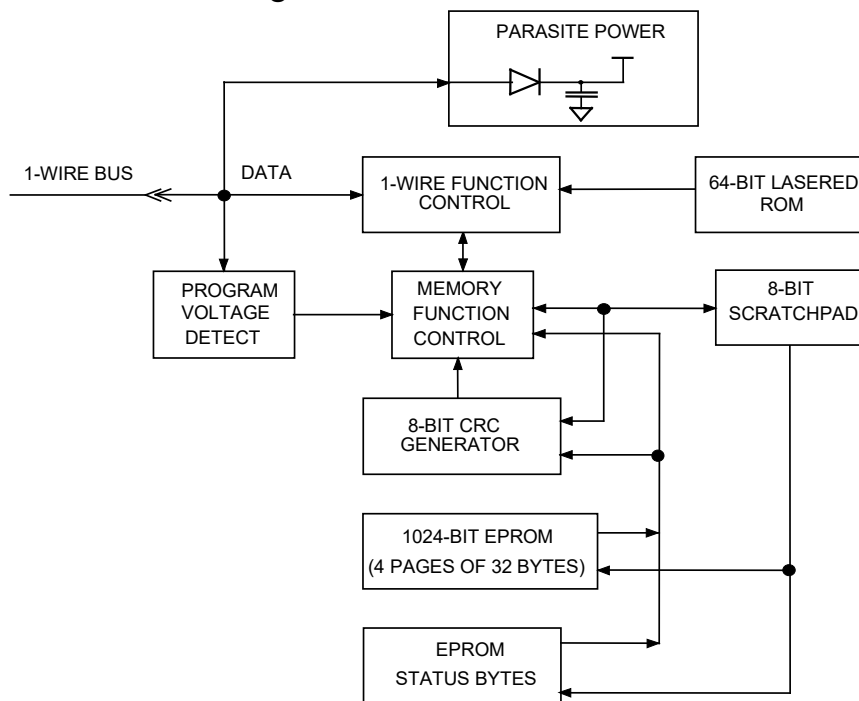 PARASITE POWER
1-WIRE BUS
DATA
1-WIRE FUNCTION
CONTROL
64-BIT LASERED
ROM
PROGRAM
VOLTAGE
DETECT
MEMORY
FUNCTION
CONTROL
8-BIT
SCRATCHPAD
8-BIT CRC
GENERATOR
1024-BIT EPROM
(4 PAGES OF 32 BYTES)
EPROM
STATUS BYTES